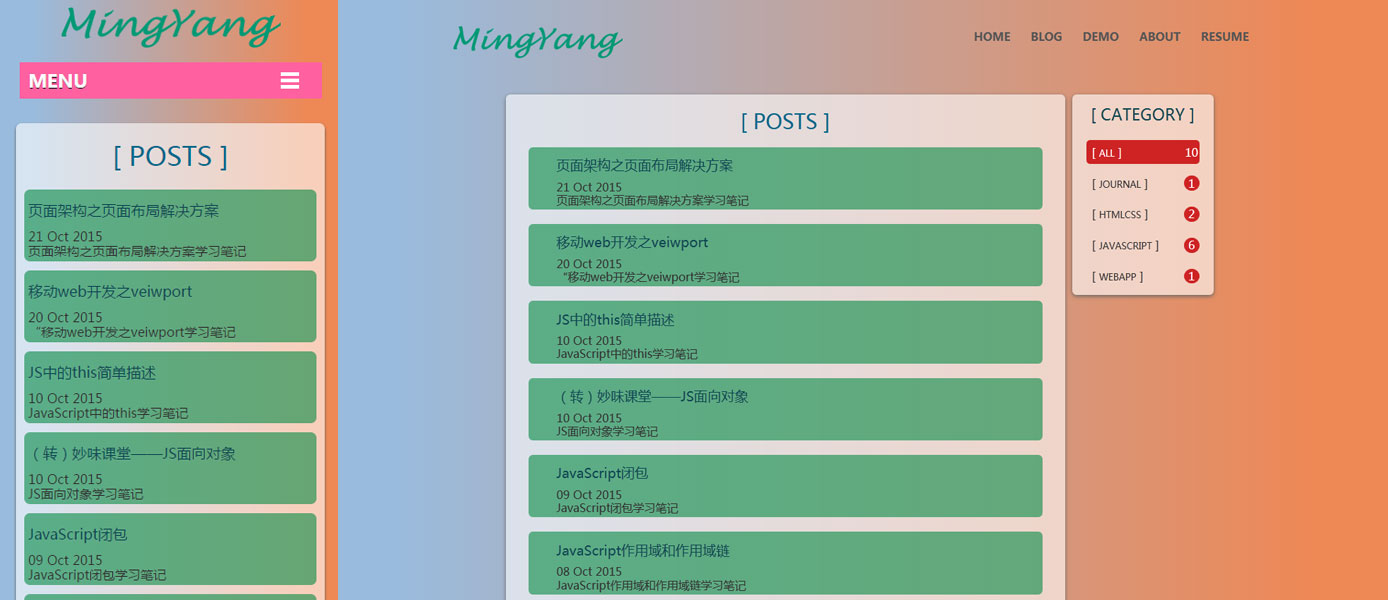 MingYang
MENU
[ POSTS ]
页面架构之页面布局解决方案
21 Oct 2015
页面架构之页面布局解决方案学习笔记
移动web开发之veiwport
20 Oct 2015
“移动web开发之veiwport学习笔记
JS中的this简单描述
10 Oct 2015
JavaScript中的this学习笔记
（转）妙味课堂——JS面向对象
10 Oct 2015
JS面向对象学习笔记
JavaScript闭包
09 Oct 2015
JavaScript闭包学习笔记
MingYang
HOME BLOG DEMO ABOUT RESUME
[ POSTS ]
页面架构之页面布局解决方案
21 Oct 2015
页面架构之页面布局解决方案学习笔记
移动web开发之veiwport
20 Oct 2015
“移动web开发之veiwport学习笔记
JS中的this简单描述
10 Oct 2015
JavaScript中的this学习笔记
（转）妙味课堂——JS面向对象
10 Oct 2015
JS面向对象学习笔记
JavaScript闭包
09 Oct 2015
JavaScript闭包学习笔记
JavaScript作用域和作用域链
08 Oct 2015
JavaScript作用域和作用域链学习笔记
[ CATEGORY ]
[ ALL ] 10
[ JOURNAL ] 1
[ HTMLCSS ] 2
[ JAVASCRIPT ] 6
[ WEBAPP ] 1